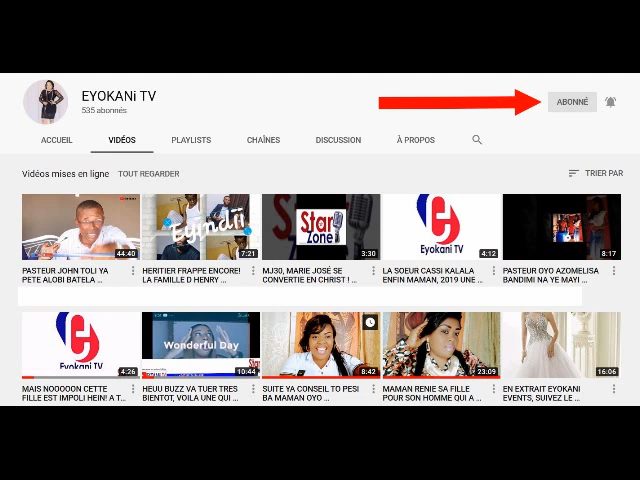 EYOKANi TV
535 abonnés
ABONNÉ
ACCUEIL VIDÉOS PLAYLISTS CHAÎNES DISCUSSION À PROPOS
Vidéos mises en ligne TOUT REGARDER TRIER PAR
Eyindii
Star
Zone
Eyokani TV
44:40 7:21 3:30 4:12 8:17
PASTEUR JOHN TOLI YA
PETE ALOBI BATELA ...
HERITIER FRAPPE ENCORE!
LA FAMILLE D HENRY ...
MJ30, MARIE JOSÉ SE
CONVERTIE EN CHRIST ! ...
LA SOEUR CASSI KALALA
ENFIN MAMAN, 2019 UNE ...
PASTEUR OYO AZOMELISA
BANDIMI NA YE MAYI ...
Eyokani TV
Wonderful Day
Star
4:26 10:44 8:42 23:09 16:06
MAIS NOOOOON CETTE
FILLE EST IMPOLI HEIN! A T...
HEUU BUZZ VA TUER TRES
BIENTOT, VOILA UNE QUI ...
SUITE YA CONSEIL TO PESI
BA MAMAN OYO ...
MAMAN RENIE SA FILLE
POUR SON HOMME QUI A ...
EN EXTRAIT EYOKANI
EVENTS, SUIVEZ LE ...